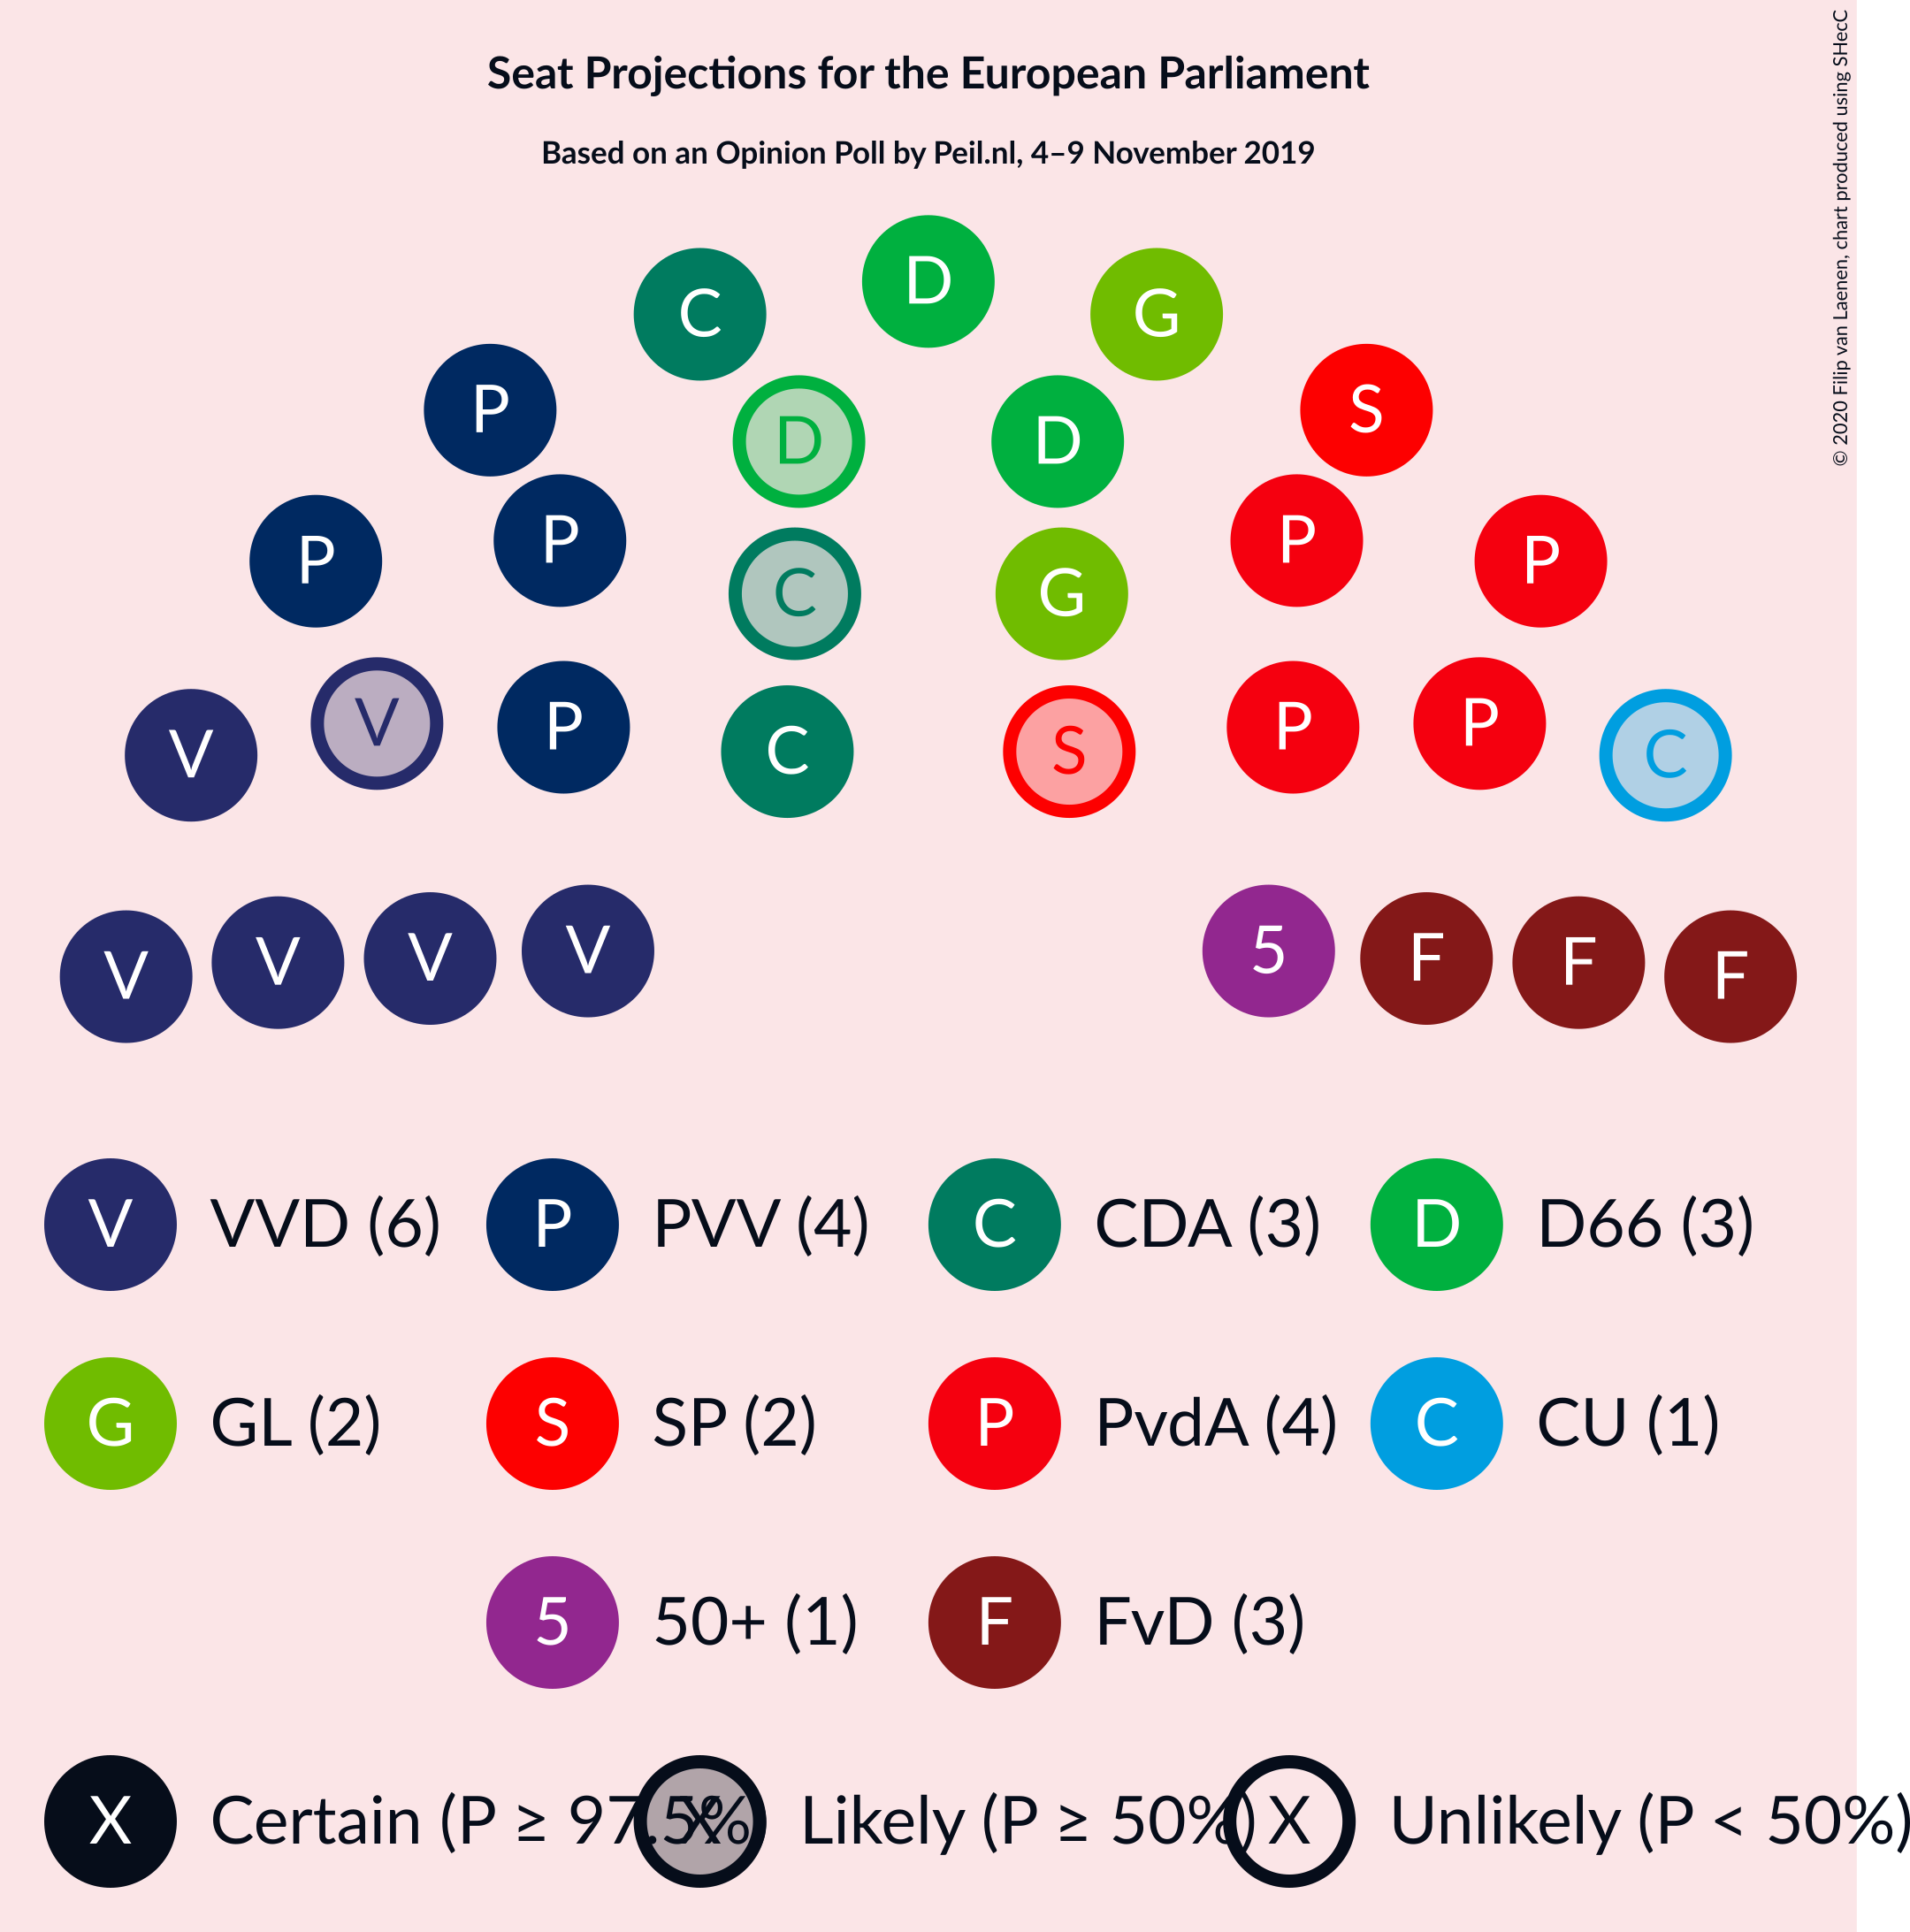 Seat Projections for the European Parliament
Based on an Opinion Poll by Peil.nl, 4–9 November 2019
© 2020 Filip van Laenen, chart produced using SHecC
D
C G
P S
D D
P P
P P
C G
V P C S P P C
V
V V V V 5 F F F
V VVD (6) P PVV (4) C CDA (3) D D66 (3)
G GL (2) S SP (2) P PvdA (4) C CU (1)
5 50+ (1) F FvD (3)
X Certain (P ≥ 97.5% X Likely (P ≥ 50%) X Unlikely (P < 50%)